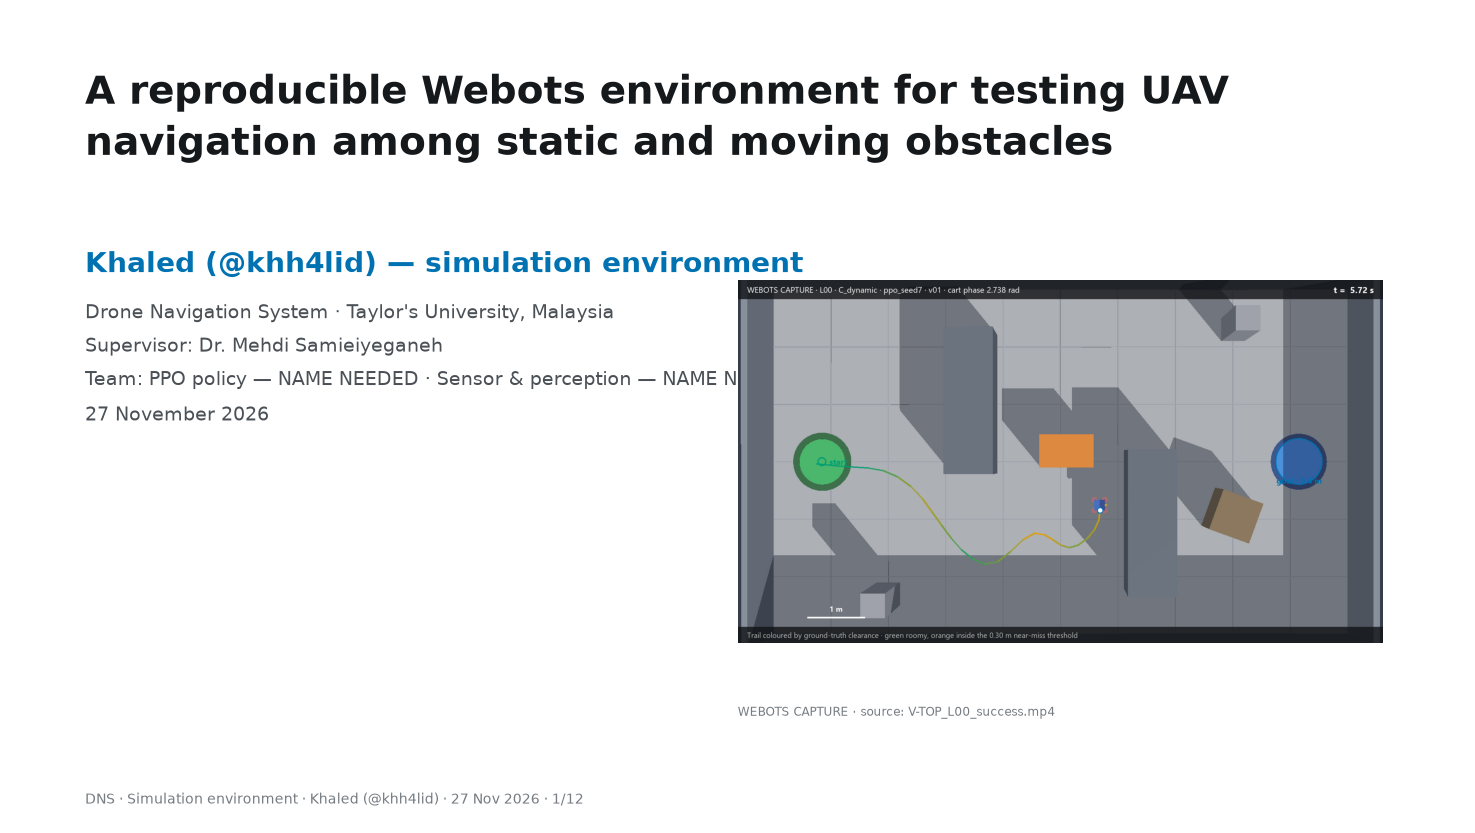 A reproducible Webots environment for testing UAV
navigation among static and moving obstacles
Khaled (@khh4lid) — simulation environment
Drone Navigation System · Taylor's University, Malaysia
Supervisor: Dr. Mehdi Samieiyeganeh
Team: PPO policy — NAME NEEDED · Sensor & perception — NAME N
27 November 2026
WEBOTS CAPTURE · L00 · C_dynamic · ppo_seed7 · v01 · cart phase 2.738 rad
t = 5.72 s
start
1 m
Trail coloured by ground-truth clearance · green roomy, orange inside the 0.30 m near-miss threshold
WEBOTS CAPTURE · source: V-TOP_L00_success.mp4
DNS · Simulation environment · Khaled (@khh4lid) · 27 Nov 2026 · 1/12